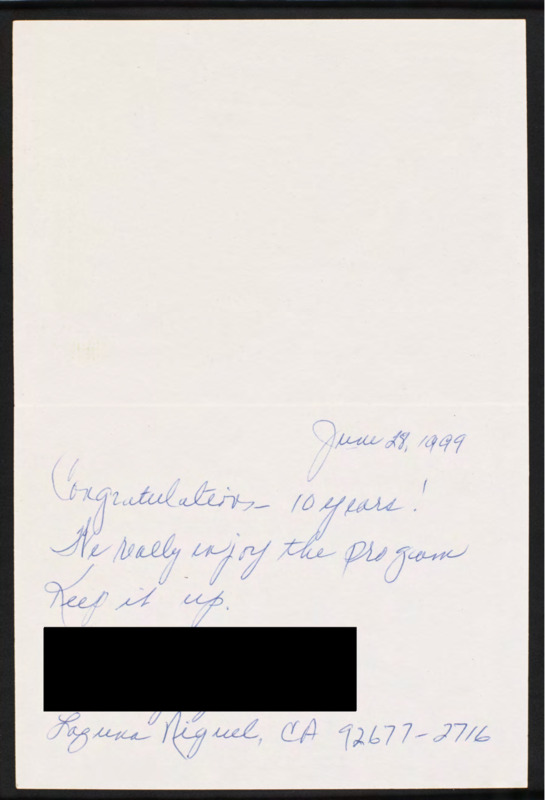 June 28, 1999
Congratulations - 10 years!
We really enjoy the program
Keep it up.
Laguna Niguel, CA 92677-2716